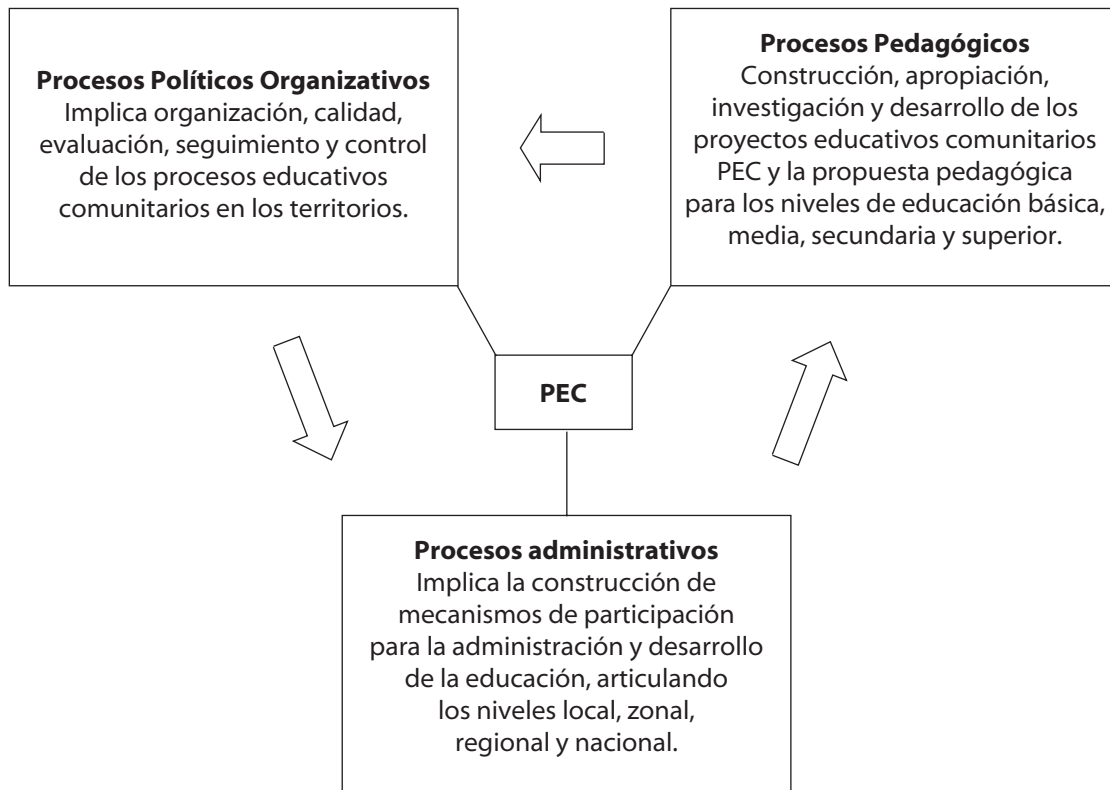 Procesos Políticos Organizativos
Implica organización, calidad,
evaluación, seguimiento y control
de los procesos educativos
comunitarios en los territorios.
Procesos Pedagógicos
Construcción, apropiación,
investigación y desarrollo de los
proyectos educativos comunitarios
PEC y la propuesta pedagógica
para los niveles de educación básica,
media, secundaria y superior.
PEC
Procesos administrativos
Implica la construcción de
mecanismos de participación
para la administración y desarrollo
de la educación, articulando
los niveles local, zonal,
regional y nacional.